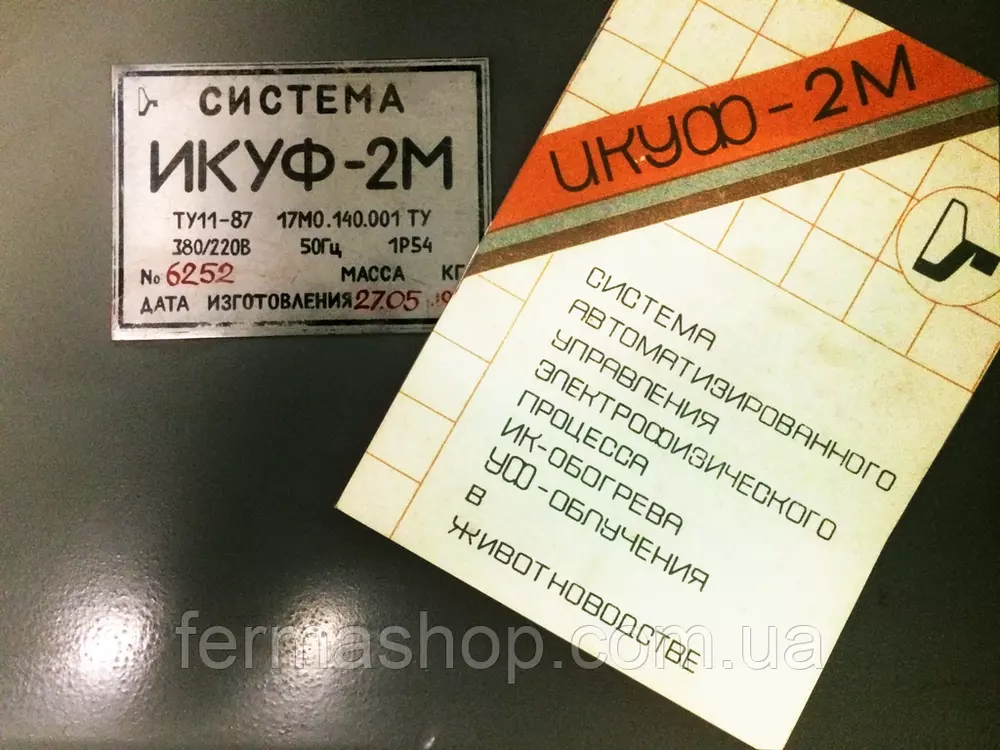 СИСТЕМА
ИКУФ-2М
ТУ11-87 17М0.140.001 ТУ
380/220В 50Гц 1Р54
№ 6252 МАССА КГ
ДАТА ИЗГОТОВЛЕНИЯ 27.05
ИКУФ-2М
СИСТЕМА
АВТОМАТИЗИРОВАННОГО
УПРАВЛЕНИЯ
ЭЛЕКТРОФИЗИЧЕСКОГО
ПРОЦЕССА
ИК-ОБОГРЕВА
УФ-ОБЛУЧЕНИЯ
В
ЖИВОТНОВОДСТВЕ
fermashop.com.ua